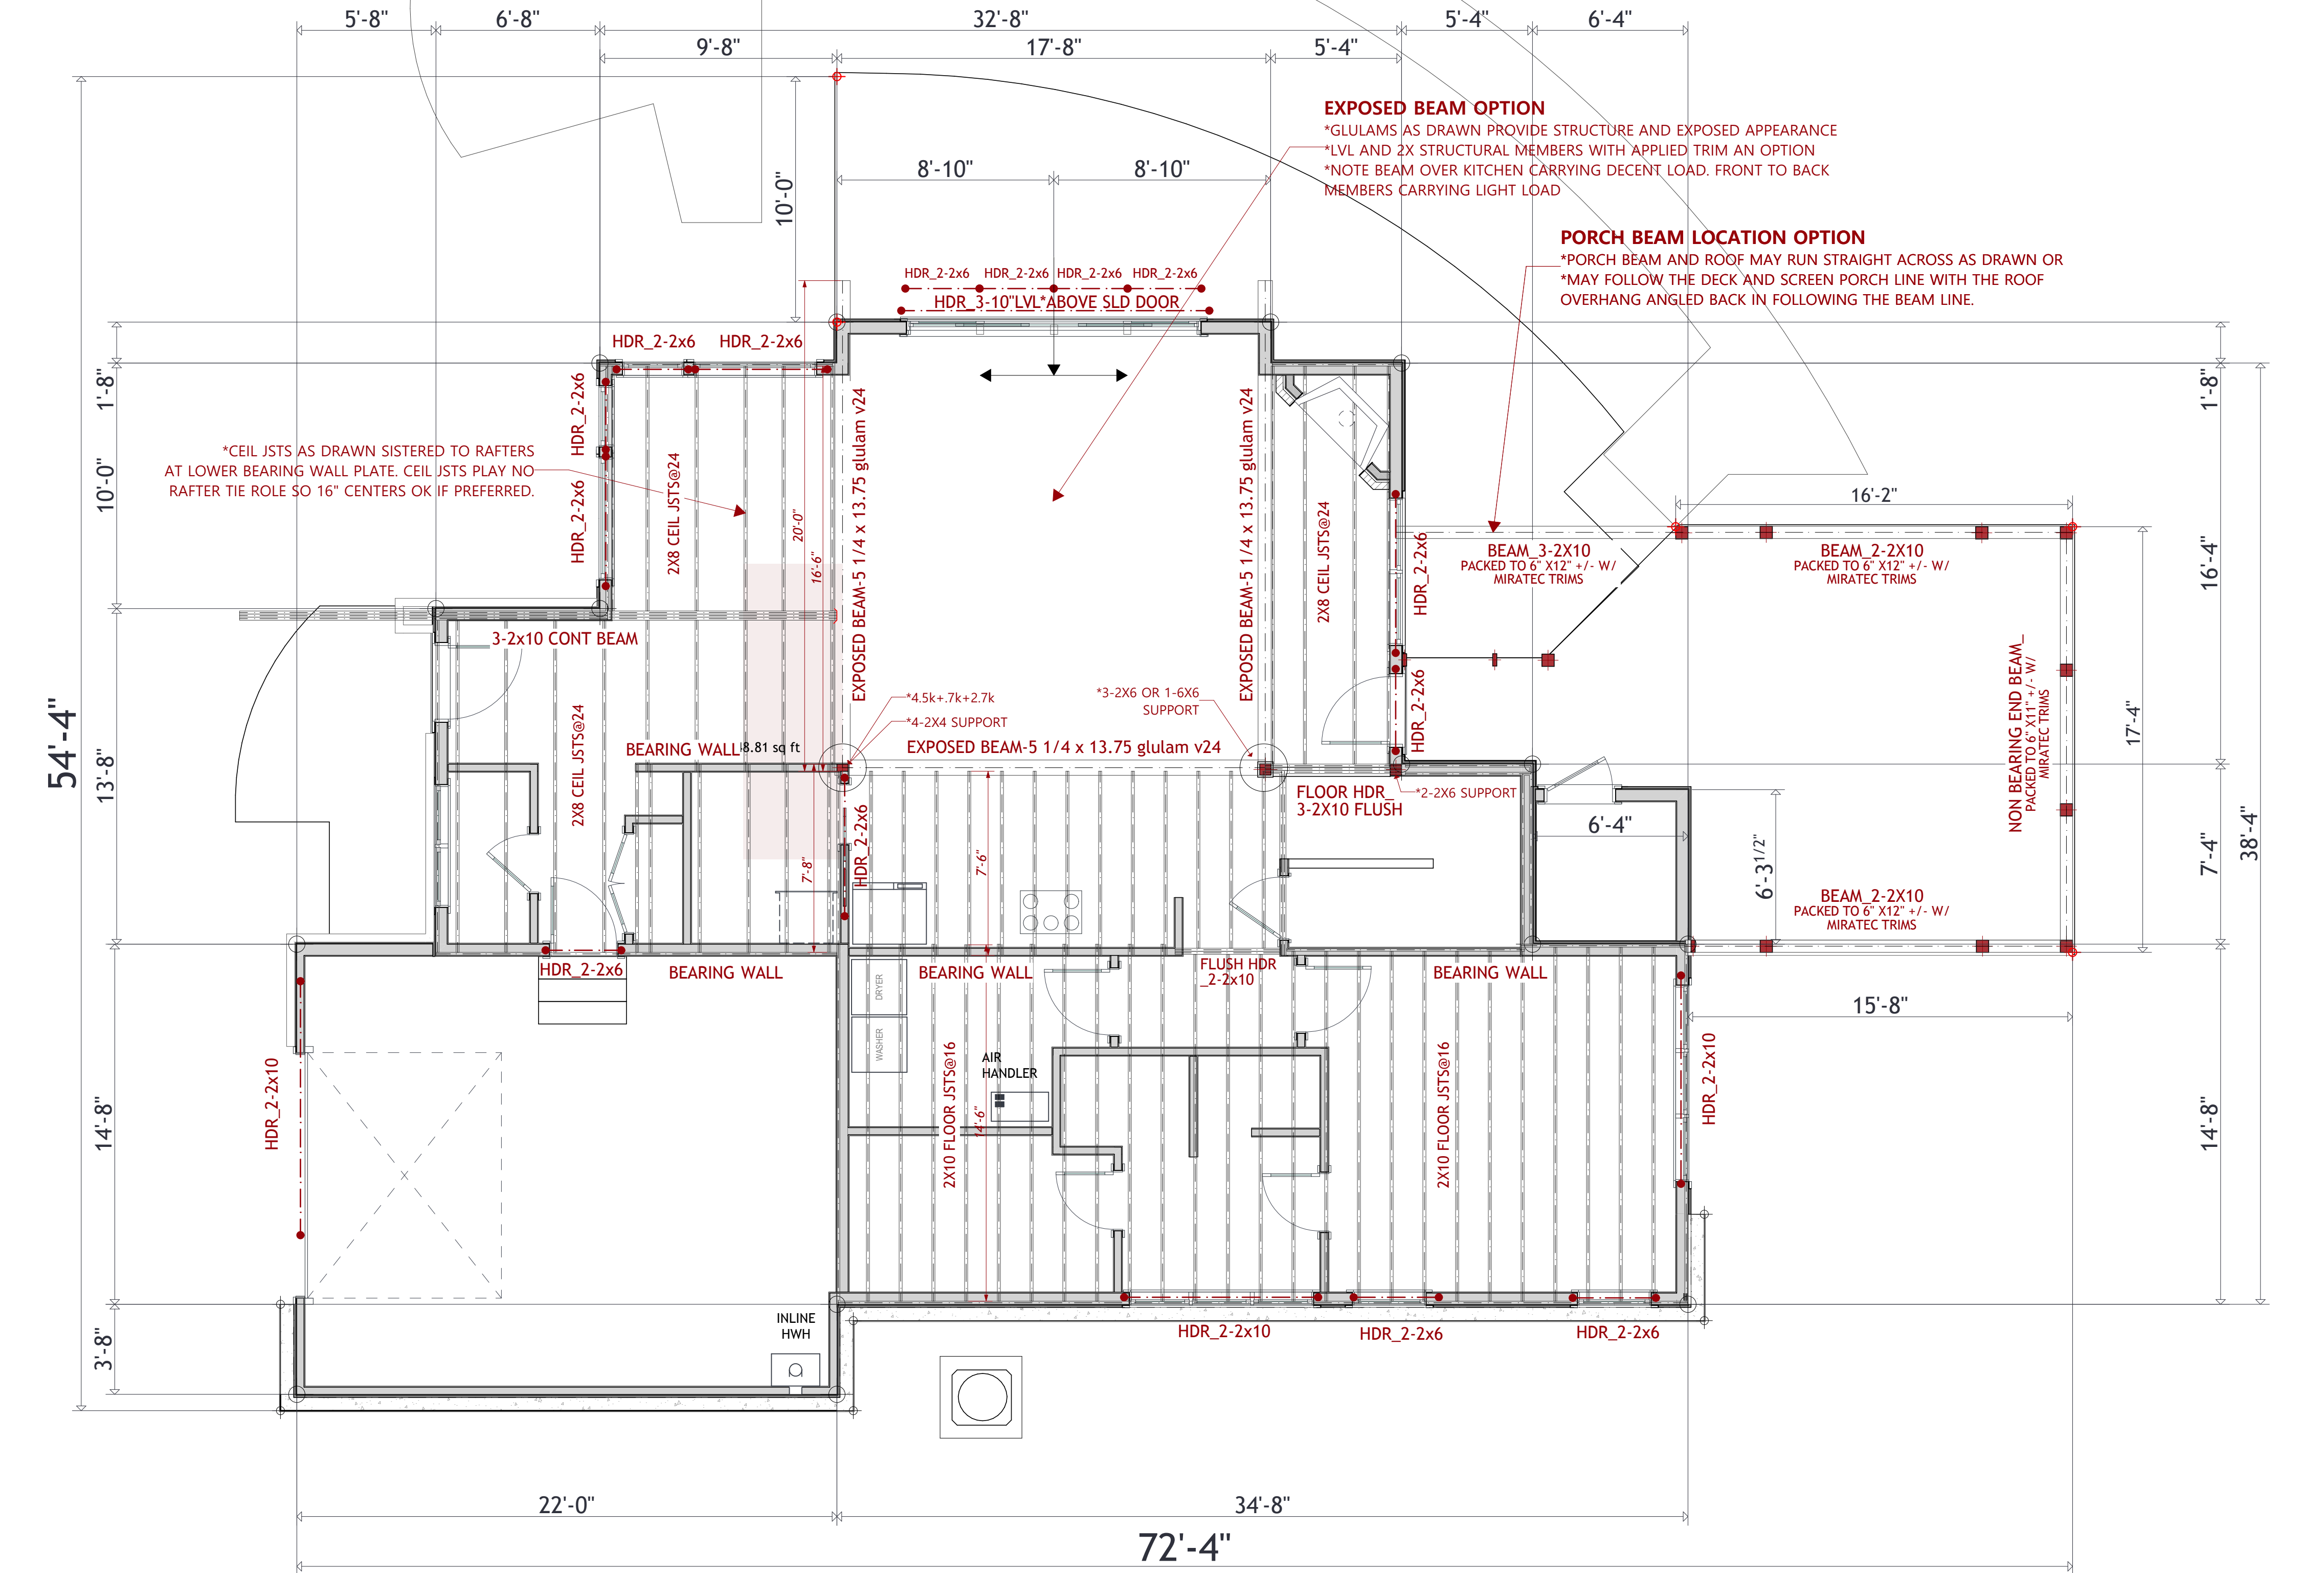 5'-8"
6'-8"
32'-8"
5'-4"
6'-4"
9'-8"
17'-8"
5'-4"
EXPOSED BEAM OPTION
*GLULAMS AS DRAWN PROVIDE STRUCTURE AND EXPOSED APPEARANCE
*LVL AND 2X STRUCTURAL MEMBERS WITH APPLIED TRIM AN OPTION
*NOTE BEAM OVER KITCHEN CARRYING DECENT LOAD. FRONT TO BACK
MEMBERS CARRYING LIGHT LOAD
8'-10"
8'-10"
10'-0"
PORCH BEAM LOCATION OPTION
*PORCH BEAM AND ROOF MAY RUN STRAIGHT ACROSS AS DRAWN OR
*MAY FOLLOW THE DECK AND SCREEN PORCH LINE WITH THE ROOF
OVERHANG ANGLED BACK IN FOLLOWING THE BEAM LINE.
HDR_2-2x6
HDR_2-2x6
HDR_2-2x6
HDR_2-2x6
HDR_3-10"LVL*ABOVE SLD DOOR
HDR_2-2x6
HDR_2-2x6
1'-8"
HDR_2-2x6
1'-8"
*CEIL JSTS AS DRAWN SISTERED TO RAFTERS
AT LOWER BEARING WALL PLATE. CEIL JSTS PLAY NO
RAFTER TIE ROLE SO 16" CENTERS OK IF PREFERRED.
10'-0"
HDR_2-2x6
2X8 CEIL JSTS@24
20'-0"
16'-6"
EXPOSED BEAM-5 1/4 x 13.75 glulam v24
EXPOSED BEAM-5 1/4 x 13.75 glulam v24
2X8 CEIL JSTS@24
HDR_2-2x6
16'-2"
BEAM_3-2X10
PACKED TO 6" X12" +/- W/
MIRATEC TRIMS
BEAM_2-2X10
PACKED TO 6" X12" +/- W/
MIRATEC TRIMS
16'-4"
3-2x10 CONT BEAM
*4.5k+.7k+2.7k
*4-2X4 SUPPORT
*3-2X6 OR 1-6X6
SUPPORT
HDR_2-2x6
NON BEARING END BEAM_
PACKED TO 6" X11" +/- W/
MIRATEC TRIMS
17'-4"
54'-4"
13'-8"
2X8 CEIL JSTS@24
BEARING WALL
8.81 sq ft
EXPOSED BEAM-5 1/4 x 13.75 glulam v24
FLOOR HDR_
3-2X10 FLUSH
*2-2X6 SUPPORT
6'-4"
6'-3 1/2"
7'-4"
38'-4"
HDR_2-2x6
7'-8"
7'-6"
BEAM_2-2X10
PACKED TO 6" X12" +/- W/
MIRATEC TRIMS
HDR_2-2x6
BEARING WALL
BEARING WALL
FLUSH HDR
_2-2x10
BEARING WALL
DRYER
WASHER
15'-8"
AIR
HANDLER
HDR_2-2x10
14'-8"
2X10 FLOOR JSTS@16
14'-6"
2X10 FLOOR JSTS@16
HDR_2-2x10
14'-8"
3'-8"
INLINE
HWH
HDR_2-2x10
HDR_2-2x6
HDR_2-2x6
22'-0"
34'-8"
72'-4"